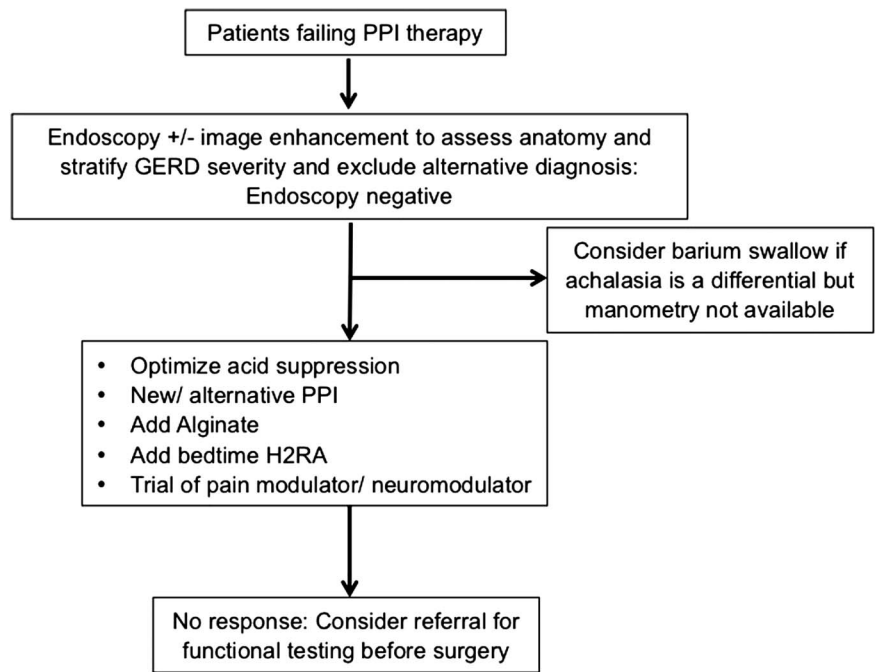 Patients failing PPI therapy
Endoscopy +/- image enhancement to assess anatomy and
stratify GERD severity and exclude alternative diagnosis:
Endoscopy negative
Consider barium swallow if
achalasia is a differential but
manometry not available
• Optimize acid suppression
• New/ alternative PPI
• Add Alginate
• Add bedtime H2RA
• Trial of pain modulator/ neuromodulator
No response: Consider referral for
functional testing before surgery